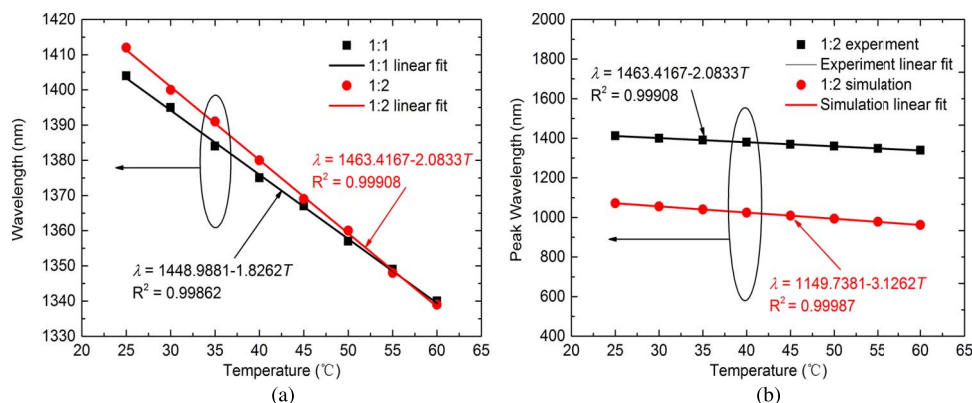 1420
1410
1400
1390
1380
1370
1360
1350
1340
1330
Wavelength (nm)
1:1
1:1 linear fit
1:2
1:2 linear fit
λ = 1463.4167-2.0833T
R² = 0.99908
λ = 1448.9881-1.8262T
R² = 0.99862
20 25 30 35 40 45 50 55 60 65
Temperature (℃)
(a)
2000
1800
1600
1400
1200
1000
800
600
400
Peak Wavelength (nm)
1:2 experment
Experiment linear fit
1:2 simulation
Simulation linear fit
λ = 1463.4167-2.0833T
R² = 0.99908
λ = 1149.7381-3.1262T
R² = 0.99987
20 25 30 35 40 45 50 55 60 65
Temperature (℃)
(b)